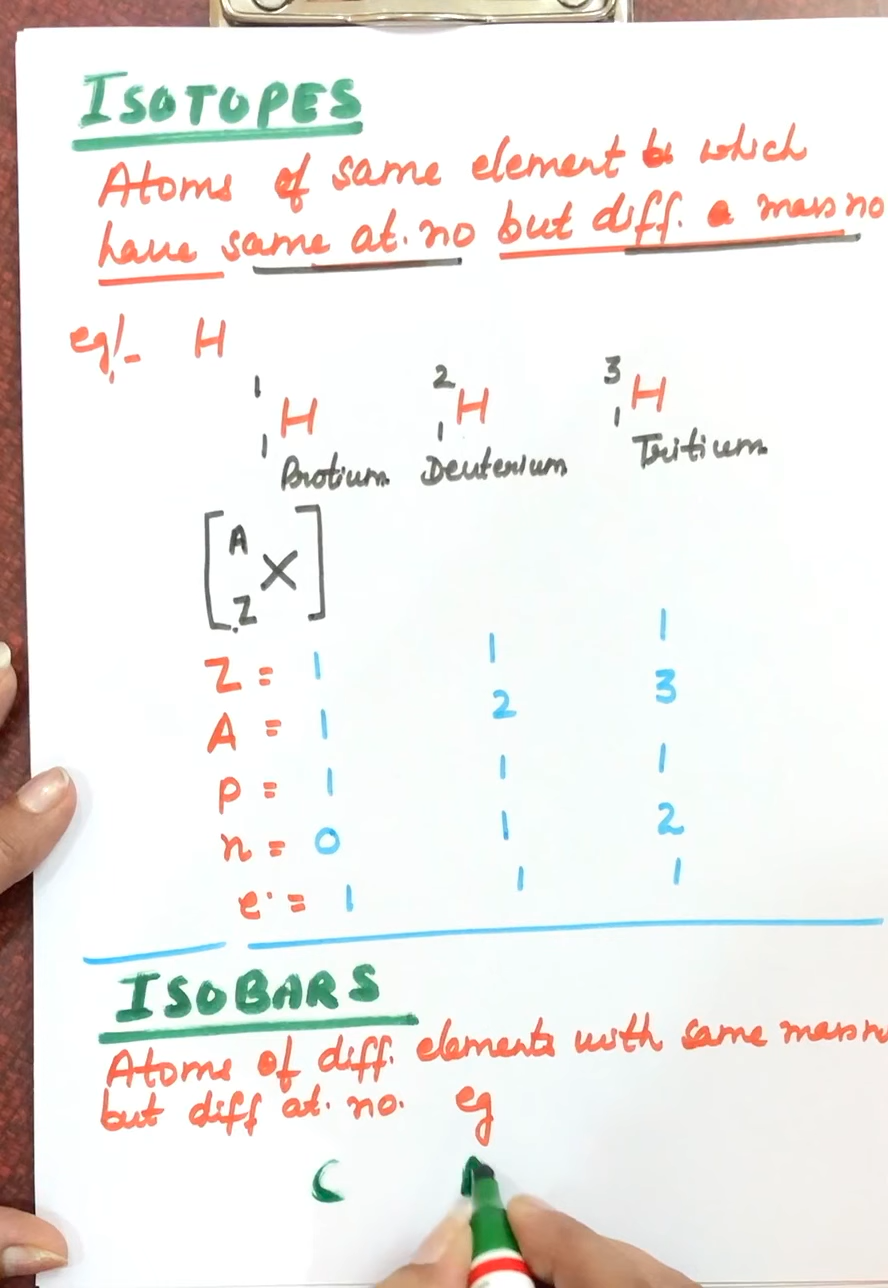 ISOTOPES
Atoms of same element which
have same at. no but diff. mass no
eg:- H
1 2 3
H H H
1 1 1
Protium Deuterium Tritium
[A
X]
Z
Z = 1 1 1
A = 1 2 3
p = 1 1 1
n = 0 1 2
e⁻ = 1 1 1
ISOBARS
Atoms of diff. elements with same mass
but diff at. no. eg
C